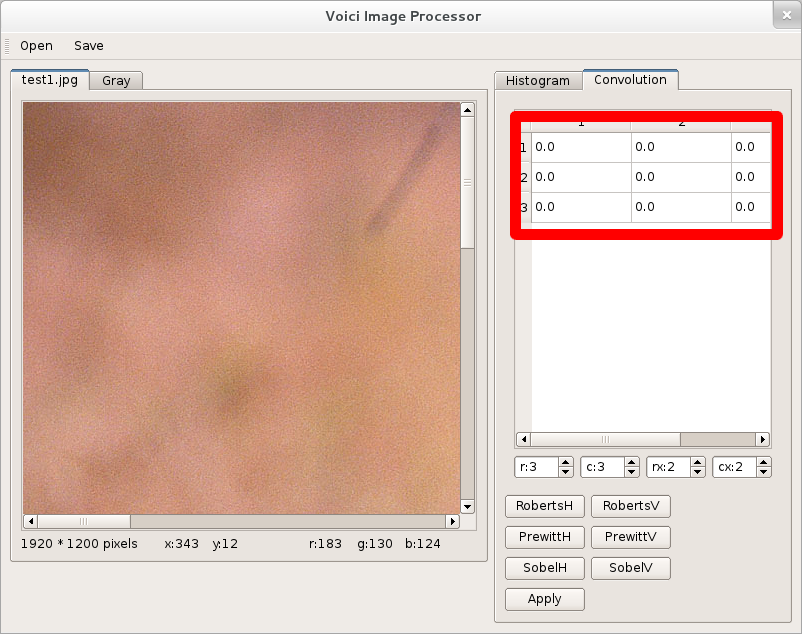 Voici Image Processor
Open Save
test1.jpg Gray
Histogram Convolution
1 2
1 0.0 0.0 0.0
2 0.0 0.0 0.0
3 0.0 0.0 0.0
r:3 c:3 rx:2 cx:2
RobertsH RobertsV
PrewittH PrewittV
SobelH SobelV
Apply
1920 * 1200 pixels x:343 y:12 r:183 g:130 b:124